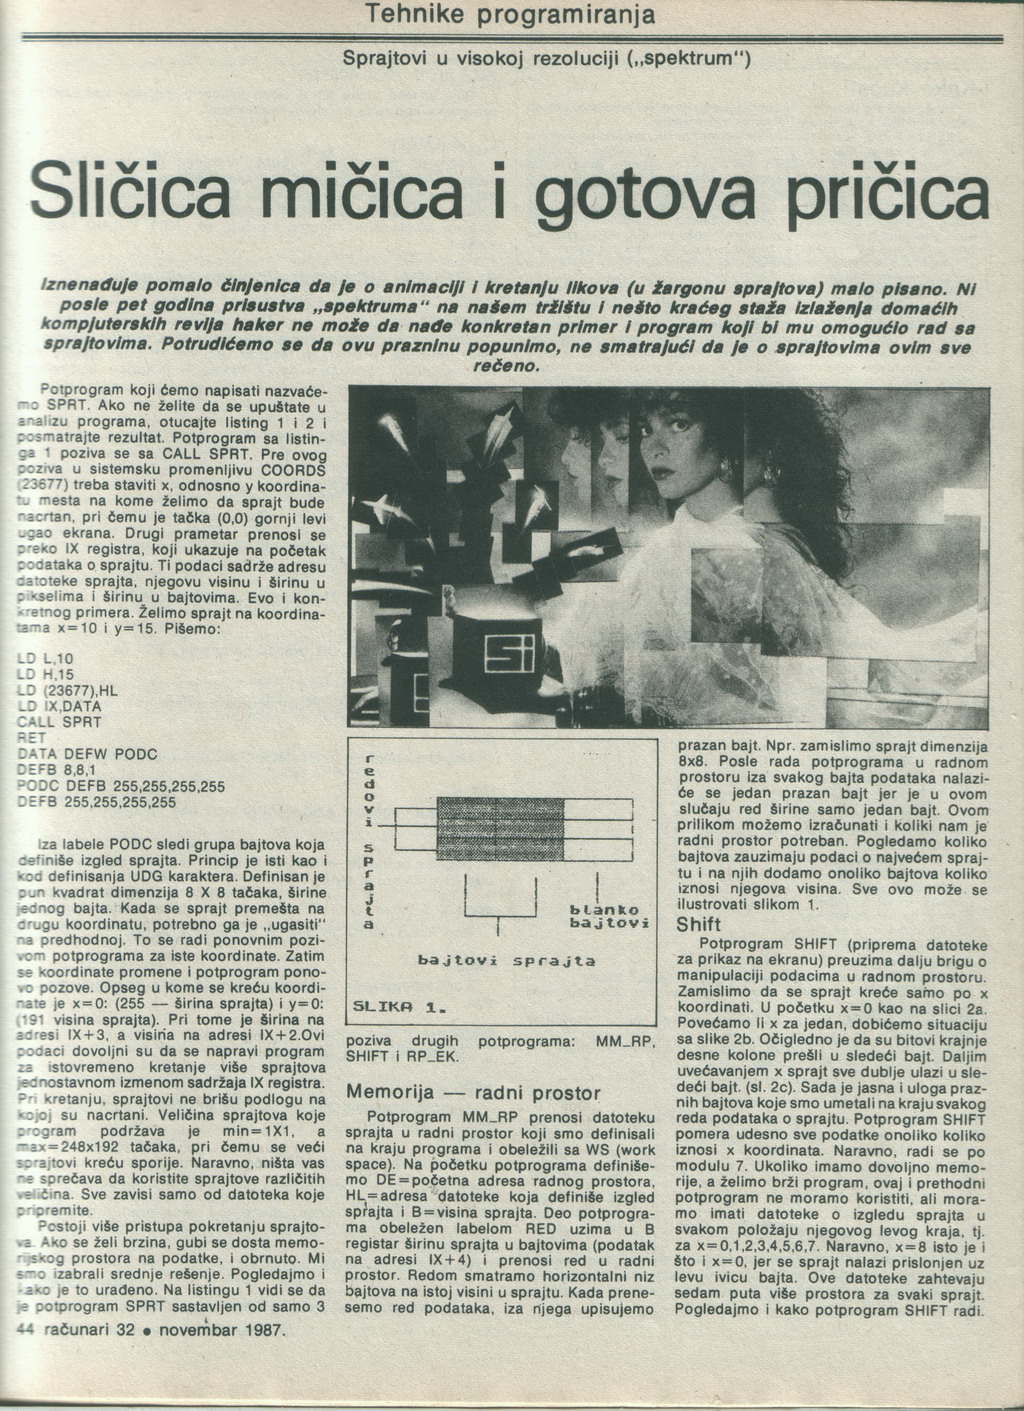 Tehnike programiranja
Sprajtovi u visokoj rezoluciji („spektrum“)
Sličica mičica i gotova pričica
Iznenađuje pomalo činjenica da je o animaciji i kretanju likova (u žargonu sprajtova) malo pisano. Ni
posle pet godina prisustva „spektruma“ na našem tržištu i nešto kraćeg staža izlaženja domaćih
kompjuterskih revija haker ne može da nađe konkretan primer i program koji bi mu omogućio rad sa
sprajtovima. Potrudićemo se da ovu prazninu popunimo, ne smatrajući da je o sprajtovima ovim sve
rečeno.
Potprogram koji ćemo napisati nazvaće-
mo SPRT. Ako ne želite da se upuštate u
analizu programa, otucajte listing 1 i 2 i
posmatrajte rezultat. Potprogram sa listin-
ga 1 poziva se sa CALL SPRT. Pre ovog
poziva u sistemsku promenljivu COORDS
(23677) treba staviti x, odnosno y koordina-
tu mesta na kome želimo da sprajt bude
nacrtan, pri čemu je tačka (0,0) gornji levi
ugao ekrana. Drugi prametar prenosi se
preko IX registra, koji ukazuje na početak
podataka o sprajtu. Ti podaci sadrže adresu
datoteke sprajta, njegovu visinu i širinu u
pikselima i širinu u bajtovima. Evo i kon-
kretnog primera. Želimo sprajt na koordina-
tama x=10 i y=15. Pišemo:
LD L,10
LD H,15
LD (23677),HL
LD IX,DATA
CALL SPRT
RET
DATA DEFW PODC
DEFB 8,8,1
PODC DEFB 255,255,255,255
DEFB 255,255,255,255
Iza labele PODC sledi grupa bajtova koja
definiše izgled sprajta. Princip je isti kao i
kod definisanja UDG karaktera. Definisan je
pun kvadrat dimenzija 8 X 8 tačaka, širine
jednog bajta. Kada se sprajt premešta na
drugu koordinatu, potrebno ga je „ugasiti“
na predhodnoj. To se radi ponovnim pozi-
vom potprograma za iste koordinate. Zatim
se koordinate promene i potprogram pono-
vo pozove. Opseg u kome se kreću koordi-
nate je x=0: (255 — širina sprajta) i y=0:
(191 visina sprajta). Pri tome je širina na
adresi IX+3, a visina na adresi IX+2.Ovi
podaci dovoljni su da se napravi program
za istovremeno kretanje više sprajtova
jednostavnom izmenom sadržaja IX registra.
Pri kretanju, sprajtovi ne brišu podlogu na
kojoj su nacrtani. Veličina sprajtova koje
program podržava je min=1X1, a
max=248x192 tačaka, pri čemu se veći
sprajtovi kreću sporije. Naravno, ništa vas
ne sprečava da koristite sprajtove različitih
veličina. Sve zavisi samo od datoteka koje
pripremite.
Postoji više pristupa pokretanju sprajto-
va. Ako se želi brzina, gubi se dosta memo-
rijskog prostora na podatke, i obrnuto. Mi
smo izabrali srednje rešenje. Pogledajmo i
kako je to urađeno. Na listingu 1 vidi se da
je potprogram SPRT sastavljen od samo 3
Si
redovi sprajta
blanko
bajtovi
bajtovi sprajta
SLIKA 1.
poziva drugih potprograma: MM_RP,
SHIFT i RP_EK.
Memorija — radni prostor
Potprogram MM_RP prenosi datoteku
sprajta u radni prostor koji smo definisali
na kraju programa i obeležili sa WS (work
space). Na početku potprograma definiše-
mo DE=početna adresa radnog prostora,
HL=adresa datoteke koja definiše izgled
sprajta i B=visina sprajta. Deo potprogra-
ma obeležen labelom RED uzima u B
registar širinu sprajta u bajtovima (podatak
na adresi IX+4) i prenosi red u radni
prostor. Redom smatramo horizontalni niz
bajtova na istoj visini u sprajtu. Kada prene-
semo red podataka, iza njega upisujemo
prazan bajt. Npr. zamislimo sprajt dimenzija
8x8. Posle rada potprograma u radnom
prostoru iza svakog bajta podataka nalazi-
će se jedan prazan bajt jer je u ovom
slučaju red širine samo jedan bajt. Ovom
prilikom možemo izračunati i koliki nam je
radni prostor potreban. Pogledamo koliko
bajtova zauzimaju podaci o najvećem spraj-
tu i na njih dodamo onoliko bajtova koliko
iznosi njegova visina. Sve ovo može se
ilustrovati slikom 1.
Shift
Potprogram SHIFT (priprema datoteke
za prikaz na ekranu) preuzima dalju brigu o
manipulaciji podacima u radnom prostoru.
Zamislimo da se sprajt kreće samo po x
koordinati. U početku x=0 kao na slici 2a.
Povećamo li x za jedan, dobićemo situaciju
sa slike 2b. Očigledno je da su bitovi krajnje
desne kolone prešli u sledeći bajt. Daljim
uvećavanjem x sprajt sve dublje ulazi u sle-
deći bajt. (sl. 2c). Sada je jasna i uloga praz-
nih bajtova koje smo umetali na kraju svakog
reda podataka o sprajtu. Potprogram SHIFT
pomera udesno sve podatke onoliko koliko
iznosi x koordinata. Naravno, radi se po
modulu 7. Ukoliko imamo dovoljno memo-
rije, a želimo brži program, ovaj i prethodni
potprogram ne moramo koristiti, ali mora-
mo imati datoteke o izgledu sprajta u
svakom položaju njegovog levog kraja, tj.
za x=0,1,2,3,4,5,6,7. Naravno, x=8 isto je i
što i x=0, jer se sprajt nalazi prislonjen uz
levu ivicu bajta. Ove datoteke zahtevaju
sedam puta više prostora za svaki sprajt.
Pogledajmo i kako potprogram SHIFT radi.
44 računari 32 • novembar 1987.